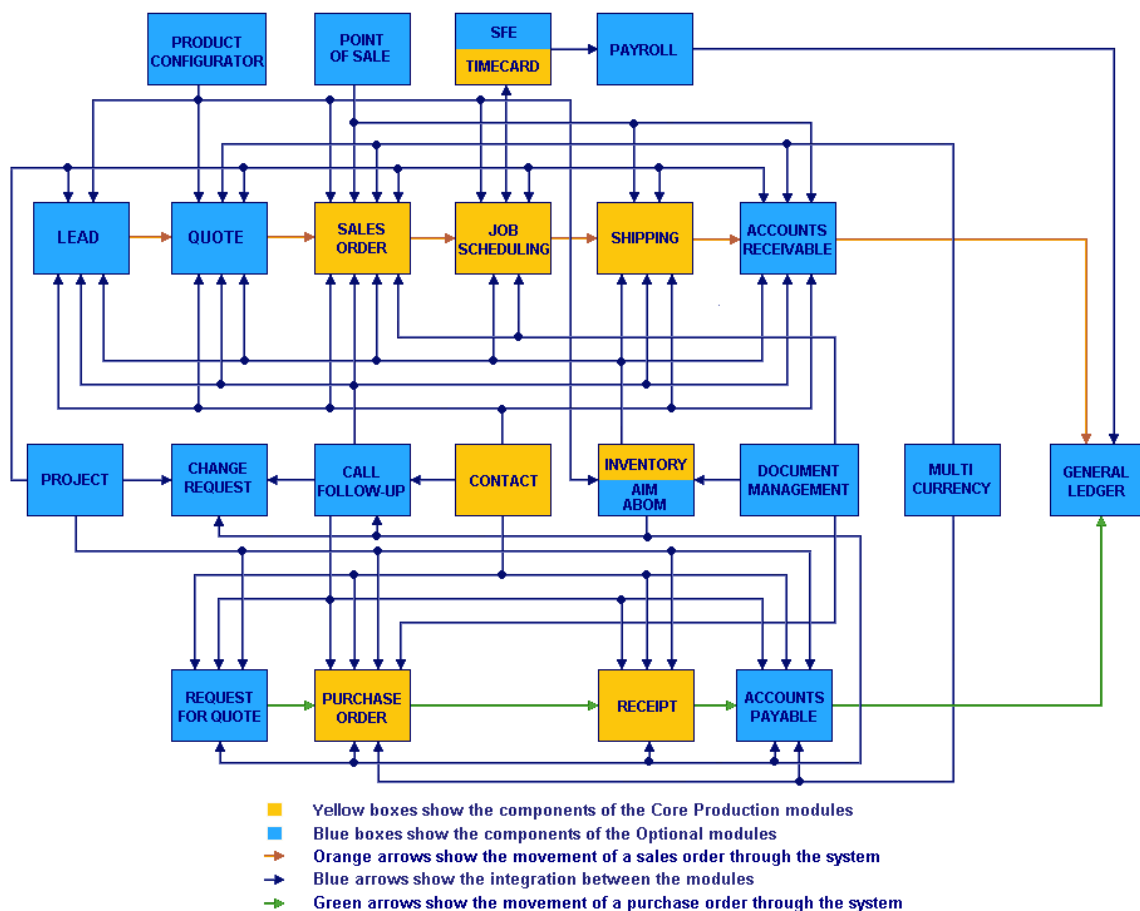 PRODUCT
CONFIGURATOR
POINT
OF SALE
SFE
TIMECARD
PAYROLL
LEAD
QUOTE
SALES
ORDER
JOB
SCHEDULING
SHIPPING
ACCOUNTS
RECEIVABLE
PROJECT
CHANGE
REQUEST
CALL
FOLLOW-UP
CONTACT
INVENTORY
AIM
ABOM
DOCUMENT
MANAGEMENT
MULTI
CURRENCY
GENERAL
LEDGER
REQUEST
FOR QUOTE
PURCHASE
ORDER
RECEIPT
ACCOUNTS
PAYABLE
Yellow boxes show the components of the Core Production modules
Blue boxes show the components of the Optional modules
Orange arrows show the movement of a sales order through the system
Blue arrows show the integration between the modules
Green arrows show the movement of a purchase order through the system